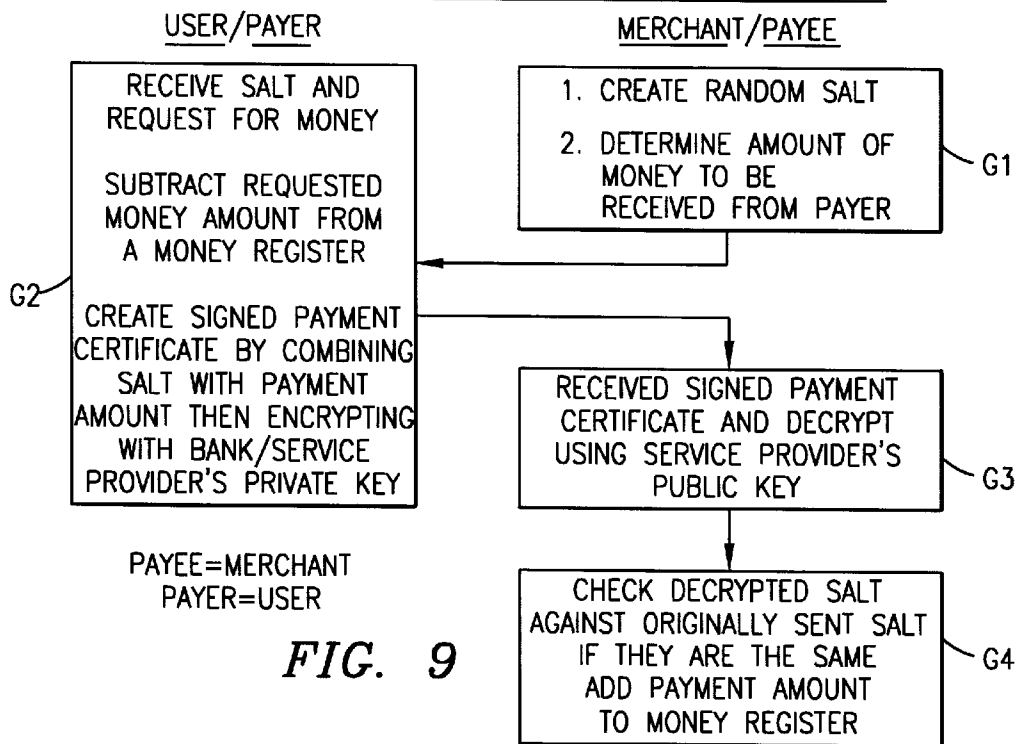 USER/PAYER
RECEIVE SALT AND
REQUEST FOR MONEY
SUBTRACT REQUESTED
MONEY AMOUNT FROM
A MONEY REGISTER
CREATE SIGNED PAYMENT
CERTIFICATE BY COMBINING
SALT WITH PAYMENT
AMOUNT THEN ENCRYPTING
WITH BANK/SERVICE
PROVIDER'S PRIVATE KEY
G2
MERCHANT/PAYEE
1. CREATE RANDOM SALT
2. DETERMINE AMOUNT OF
MONEY TO BE
RECEIVED FROM PAYER
G1
RECEIVED SIGNED PAYMENT
CERTIFICATE AND DECRYPT
USING SERVICE PROVIDER'S
PUBLIC KEY
G3
CHECK DECRYPTED SALT
AGAINST ORIGINALLY SENT SALT
IF THEY ARE THE SAME
ADD PAYMENT AMOUNT
TO MONEY REGISTER
G4
PAYEE=MERCHANT
PAYER=USER
FIG. 9